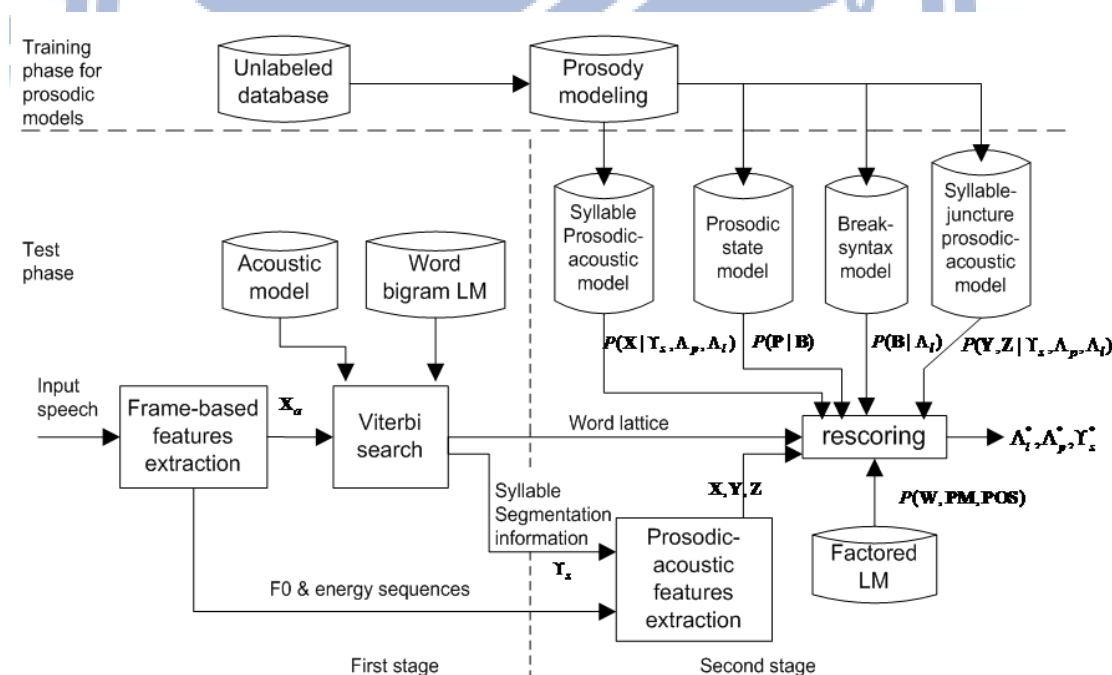 Training
phase for
prosodic
models
Unlabeled
database
Prosody
modeling
Test
phase
Acoustic
model
Word
bigram LM
Syllable
Prosodic-
acoustic
model
Prosodic
state
model
Break-
syntax
model
Syllable-
juncture
prosodic-
acoustic
model
P(X|Υₛ,Λₚ,Λₗ)
P(P|B)
P(B|Λₗ)
P(Y,Z|Υₛ,Λₚ,Λₗ)
Input
speech
Frame-based
features
extraction
Xₐ
Viterbi
search
Word lattice
rescoring
Λₗ*,Λₚ*,Υₛ*
Syllable
Segmentation
information
Υₛ
X,Y,Z
P(W,PM,POS)
Prosodic-
acoustic
features
extraction
Factored
LM
F0 & energy sequences
First stage
Second stage